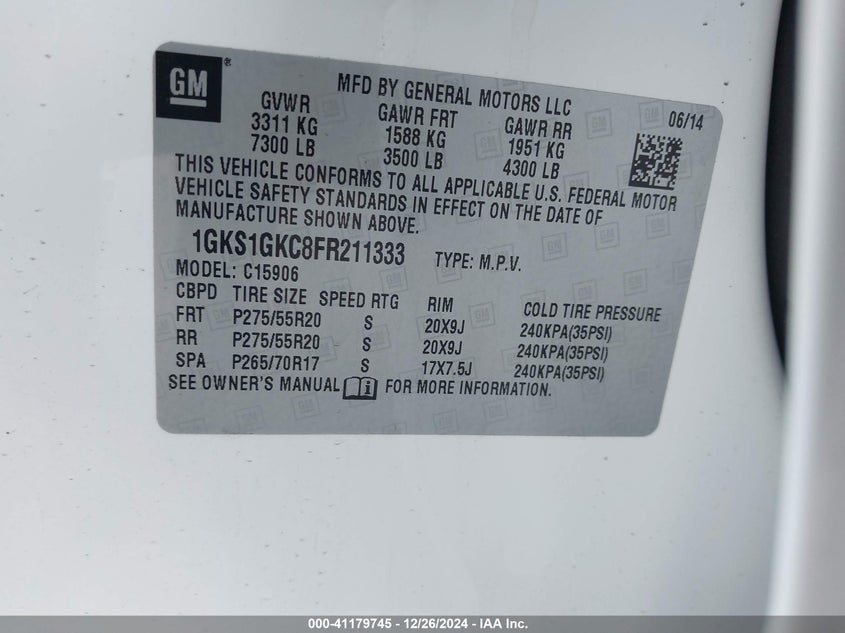 GM ®
MFD BY GENERAL MOTORS LLC
06/14
GVWR GAWR FRT GAWR RR
3311 KG 1588 KG 1951 KG
7300 LB 3500 LB 4300 LB
THIS VEHICLE CONFORMS TO ALL APPLICABLE U.S. FEDERAL MOTOR
VEHICLE SAFETY STANDARDS IN EFFECT ON THE DATE OF
MANUFACTURE SHOWN ABOVE.
1GKS1GKC8FR211333 TYPE: M.P.V.
MODEL: C15906
CBPD TIRE SIZE SPEED RTG RIM COLD TIRE PRESSURE
FRT P275/55R20 S 20X9J 240KPA(35PSI)
RR P275/55R20 S 20X9J 240KPA(35PSI)
SPA P265/70R17 S 17X7.5J 240KPA(35PSI)
SEE OWNER'S MANUAL FOR MORE INFORMATION.
000-41179745 - 12/26/2024 - IAA Inc.